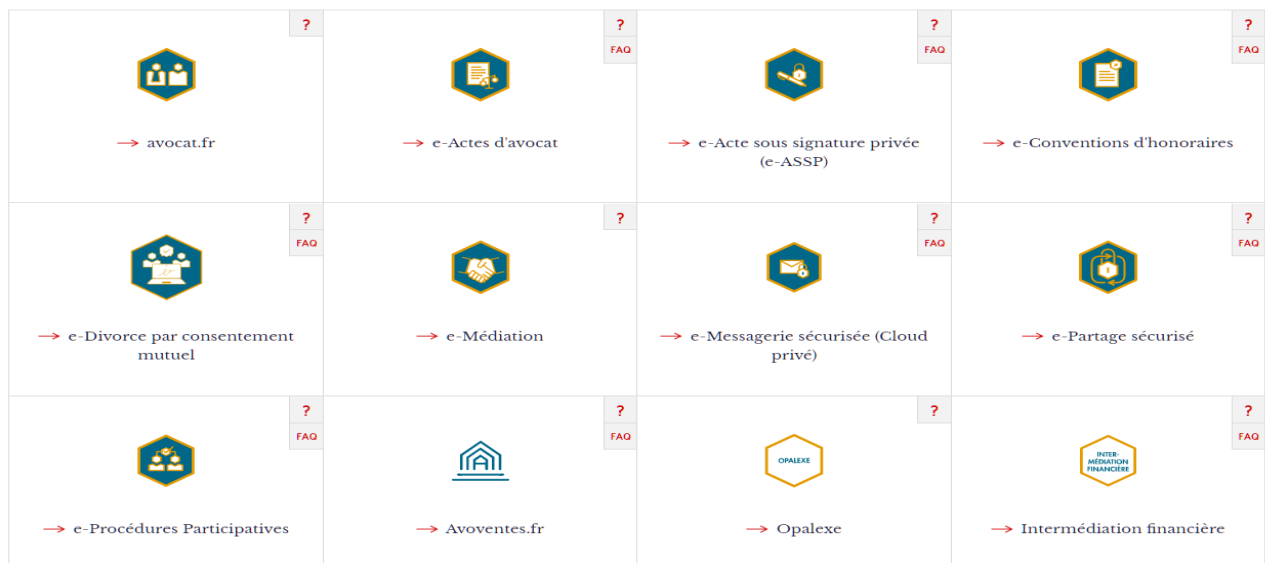 ?
?
FAQ
?
FAQ
?
FAQ
→ avocat.fr
→ e-Actes d'avocat
→ e-Acte sous signature privée
(e-ASSP)
→ e-Conventions d'honoraires
?
FAQ
?
?
FAQ
?
FAQ
→ e-Divorce par consentement
mutuel
→ e-Médiation
→ e-Messagerie sécurisée (Cloud
privé)
→ e-Partage sécurisé
?
FAQ
?
FAQ
?
?
FAQ
OPALEXE
INTER-
MÉDIATION
FINANCIÈRE
→ e-Procédures Participatives
→ Avoventes.fr
→ Opalexe
→ Intermédiation financière